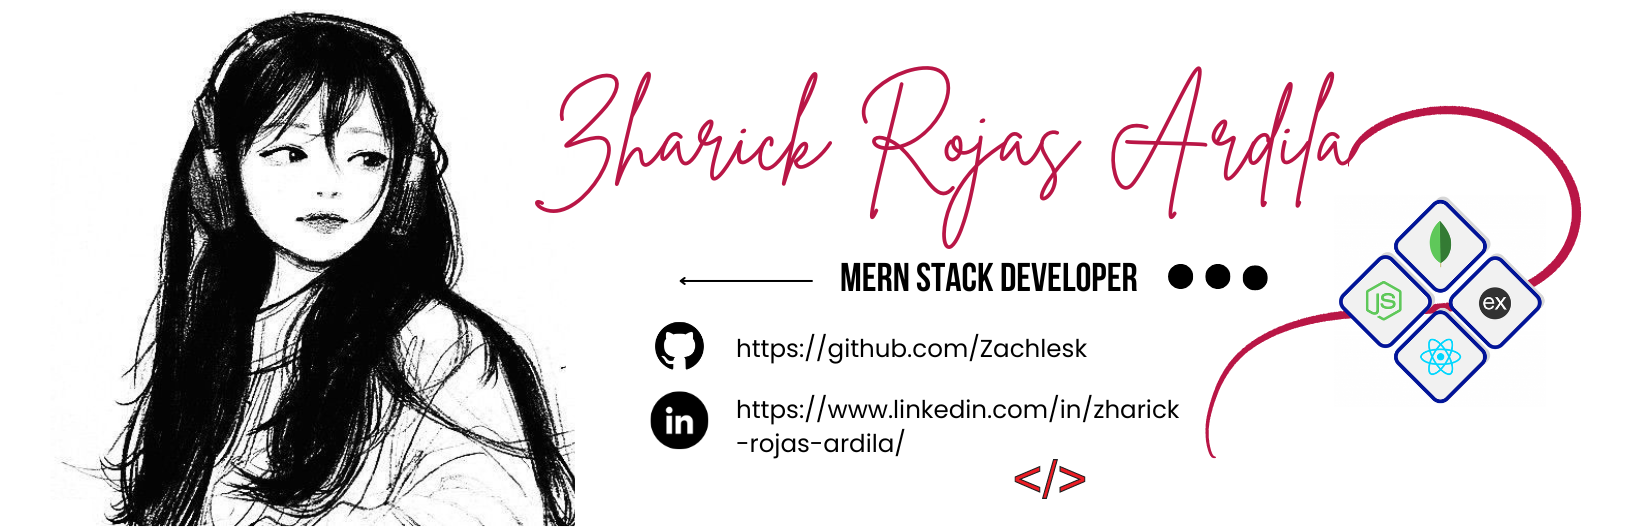 Zharick Rojas Ardila
MERN STACK DEVELOPER
https://github.com/Zachlesk
in
https://www.linkedin.com/in/zharick
-rojas-ardila/
</>
JS
ex